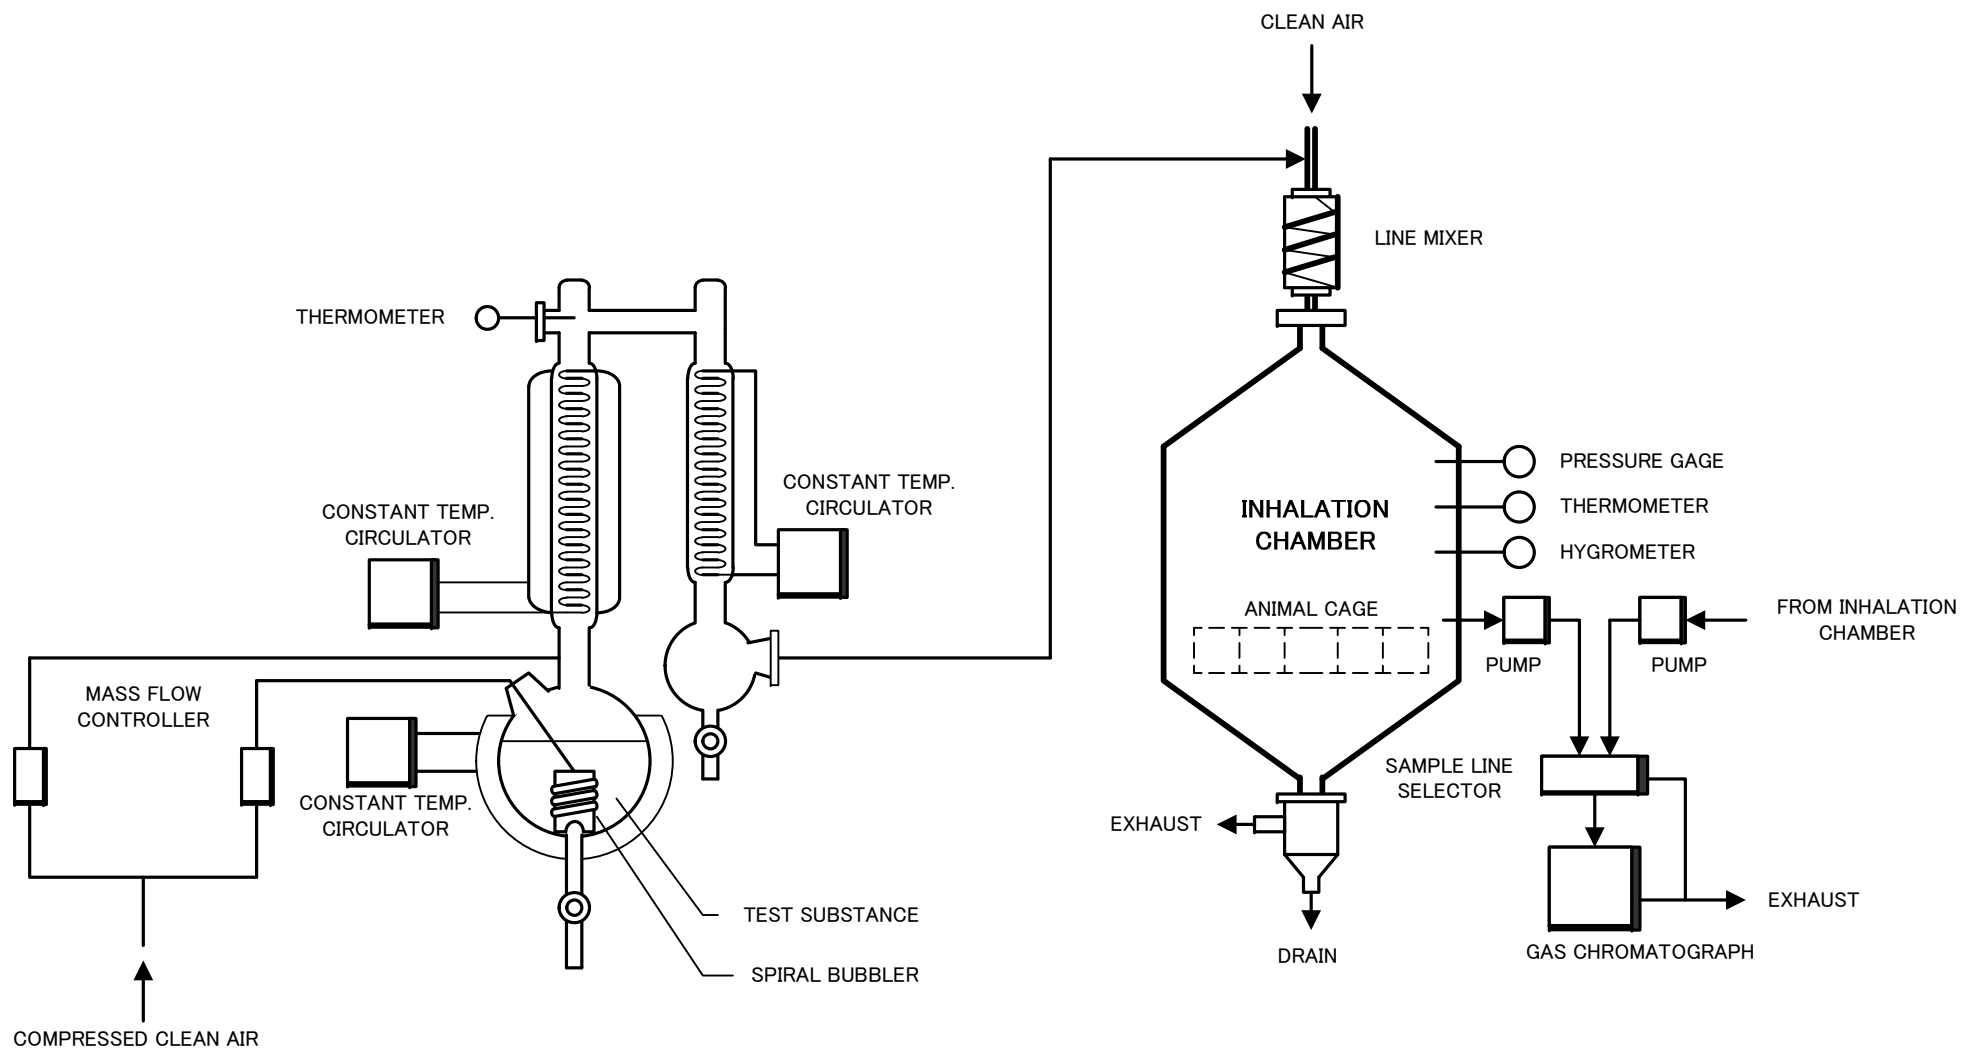 CLEAN AIR
LINE MIXER
THERMOMETER
CONSTANT TEMP.
CIRCULATOR
CONSTANT TEMP.
CIRCULATOR
PRESSURE GAGE
THERMOMETER
HYGROMETER
INHALATION
CHAMBER
ANIMAL CAGE
FROM INHALATION
CHAMBER
PUMP
PUMP
MASS FLOW
CONTROLLER
CONSTANT TEMP.
CIRCULATOR
SAMPLE LINE
SELECTOR
EXHAUST
EXHAUST
TEST SUBSTANCE
SPIRAL BUBBLER
DRAIN
GAS CHROMATOGRAPH
COMPRESSED CLEAN AIR